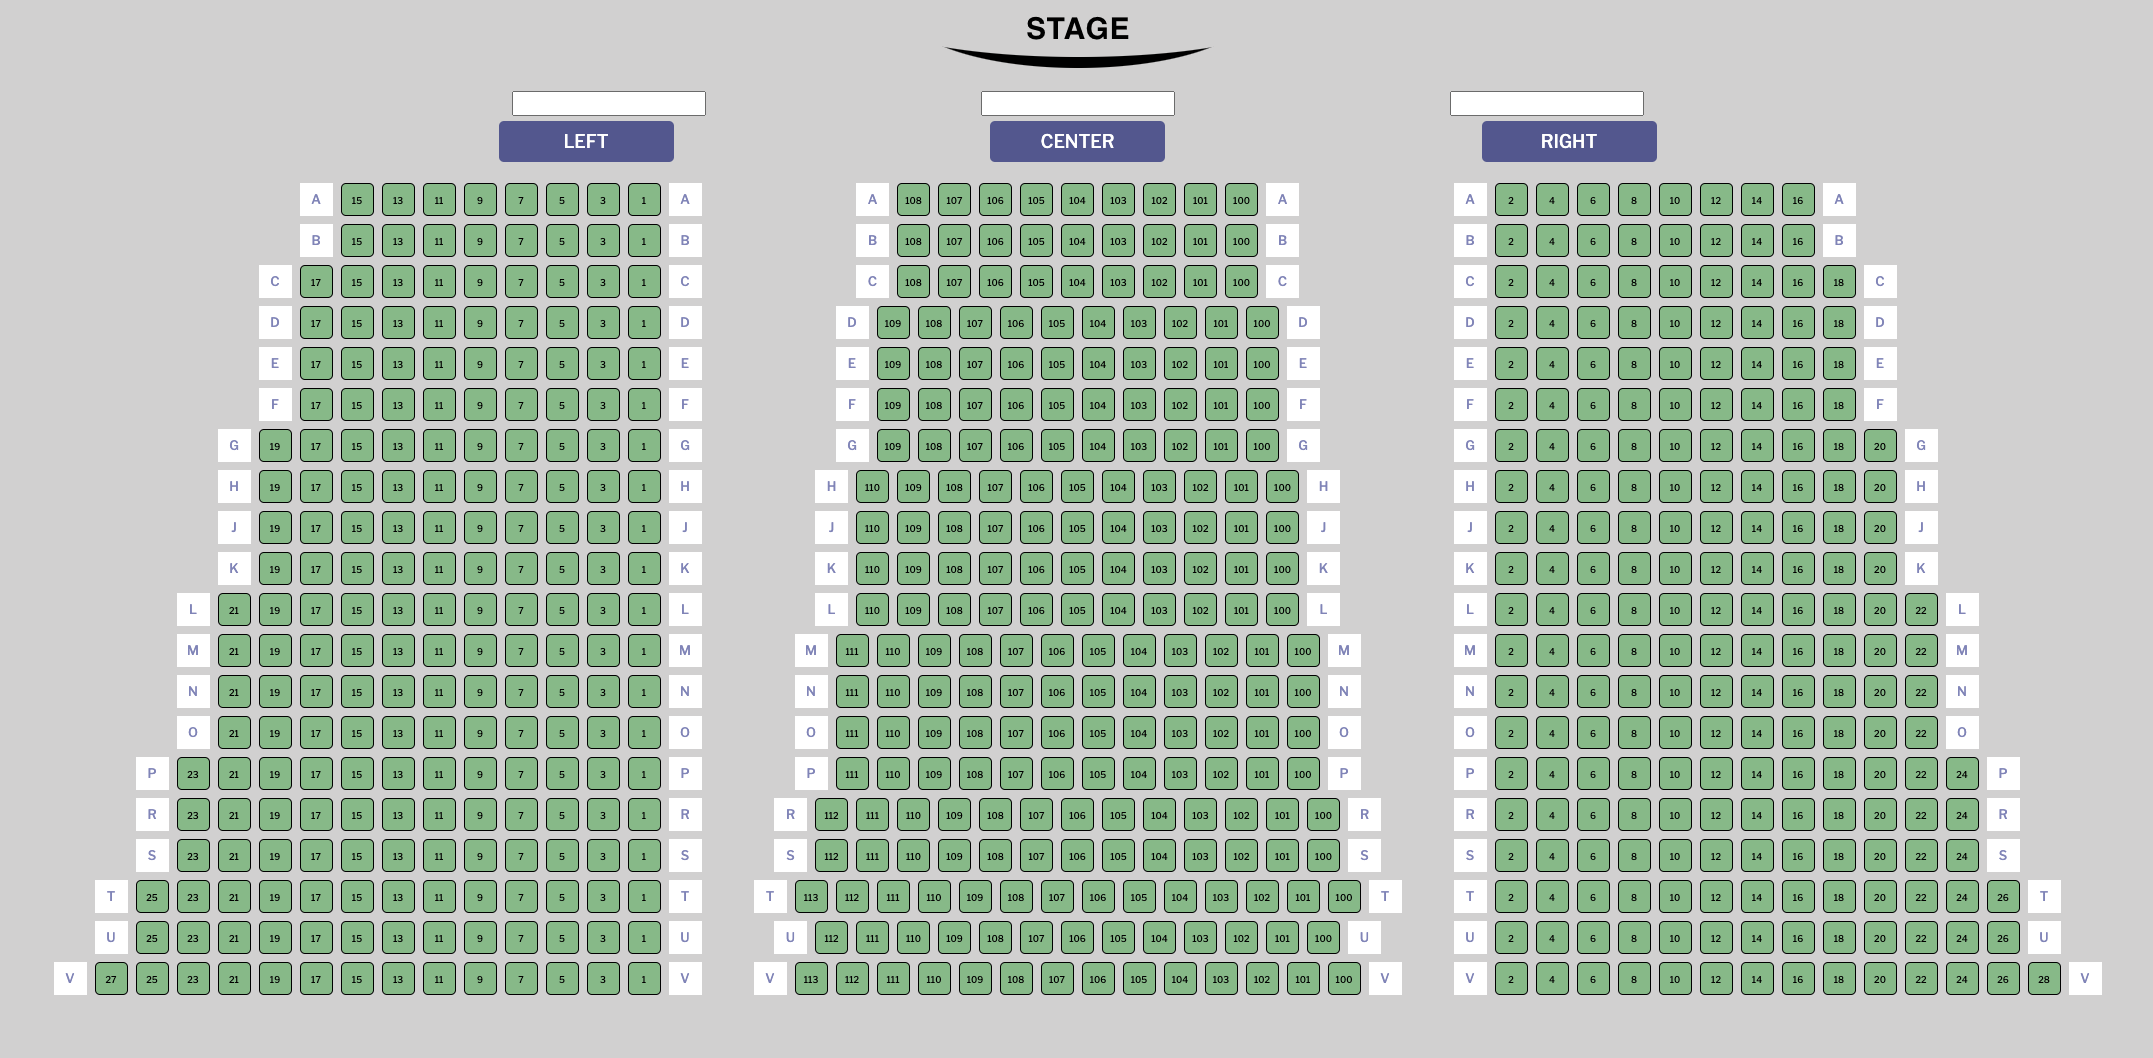 STAGE
LEFT CENTER RIGHT
A 15 13 11 9 7 5 3 1 A A 108 107 106 105 104 103 102 101 100 A A 2 4 6 8 10 12 14 16 A
B 15 13 11 9 7 5 3 1 B B 108 107 106 105 104 103 102 101 100 B B 2 4 6 8 10 12 14 16 B
C 17 15 13 11 9 7 5 3 1 C C 108 107 106 105 104 103 102 101 100 C C 2 4 6 8 10 12 14 16 18 C
D 17 15 13 11 9 7 5 3 1 D D 109 108 107 106 105 104 103 102 101 100 D D 2 4 6 8 10 12 14 16 18 D
E 17 15 13 11 9 7 5 3 1 E E 109 108 107 106 105 104 103 102 101 100 E E 2 4 6 8 10 12 14 16 18 E
F 17 15 13 11 9 7 5 3 1 F F 109 108 107 106 105 104 103 102 101 100 F F 2 4 6 8 10 12 14 16 18 F
G 19 17 15 13 11 9 7 5 3 1 G G 109 108 107 106 105 104 103 102 101 100 G G 2 4 6 8 10 12 14 16 18 20 G
H 19 17 15 13 11 9 7 5 3 1 H H 110 109 108 107 106 105 104 103 102 101 100 H H 2 4 6 8 10 12 14 16 18 20 H
J 19 17 15 13 11 9 7 5 3 1 J J 110 109 108 107 106 105 104 103 102 101 100 J J 2 4 6 8 10 12 14 16 18 20 J
K 19 17 15 13 11 9 7 5 3 1 K K 110 109 108 107 106 105 104 103 102 101 100 K K 2 4 6 8 10 12 14 16 18 20 K
L 21 19 17 15 13 11 9 7 5 3 1 L L 110 109 108 107 106 105 104 103 102 101 100 L L 2 4 6 8 10 12 14 16 18 20 22 L
M 21 19 17 15 13 11 9 7 5 3 1 M M 111 110 109 108 107 106 105 104 103 102 101 100 M M 2 4 6 8 10 12 14 16 18 20 22 M
N 21 19 17 15 13 11 9 7 5 3 1 N N 111 110 109 108 107 106 105 104 103 102 101 100 N N 2 4 6 8 10 12 14 16 18 20 22 N
O 21 19 17 15 13 11 9 7 5 3 1 O O 111 110 109 108 107 106 105 104 103 102 101 100 O O 2 4 6 8 10 12 14 16 18 20 22 O
P 23 21 19 17 15 13 11 9 7 5 3 1 P P 111 110 109 108 107 106 105 104 103 102 101 100 P P 2 4 6 8 10 12 14 16 18 20 22 24 P
R 23 21 19 17 15 13 11 9 7 5 3 1 R R 112 111 110 109 108 107 106 105 104 103 102 101 100 R R 2 4 6 8 10 12 14 16 18 20 22 24 R
S 23 21 19 17 15 13 11 9 7 5 3 1 S S 112 111 110 109 108 107 106 105 104 103 102 101 100 S S 2 4 6 8 10 12 14 16 18 20 22 24 S
T 25 23 21 19 17 15 13 11 9 7 5 3 1 T T 113 112 111 110 109 108 107 106 105 104 103 102 101 100 T T 2 4 6 8 10 12 14 16 18 20 22 24 26 T
U 25 23 21 19 17 15 13 11 9 7 5 3 1 U U 112 111 110 109 108 107 106 105 104 103 102 101 100 U U 2 4 6 8 10 12 14 16 18 20 22 24 26 U
V 27 25 23 21 19 17 15 13 11 9 7 5 3 1 V V 113 112 111 110 109 108 107 106 105 104 103 102 101 100 V V 2 4 6 8 10 12 14 16 18 20 22 24 26 28 V